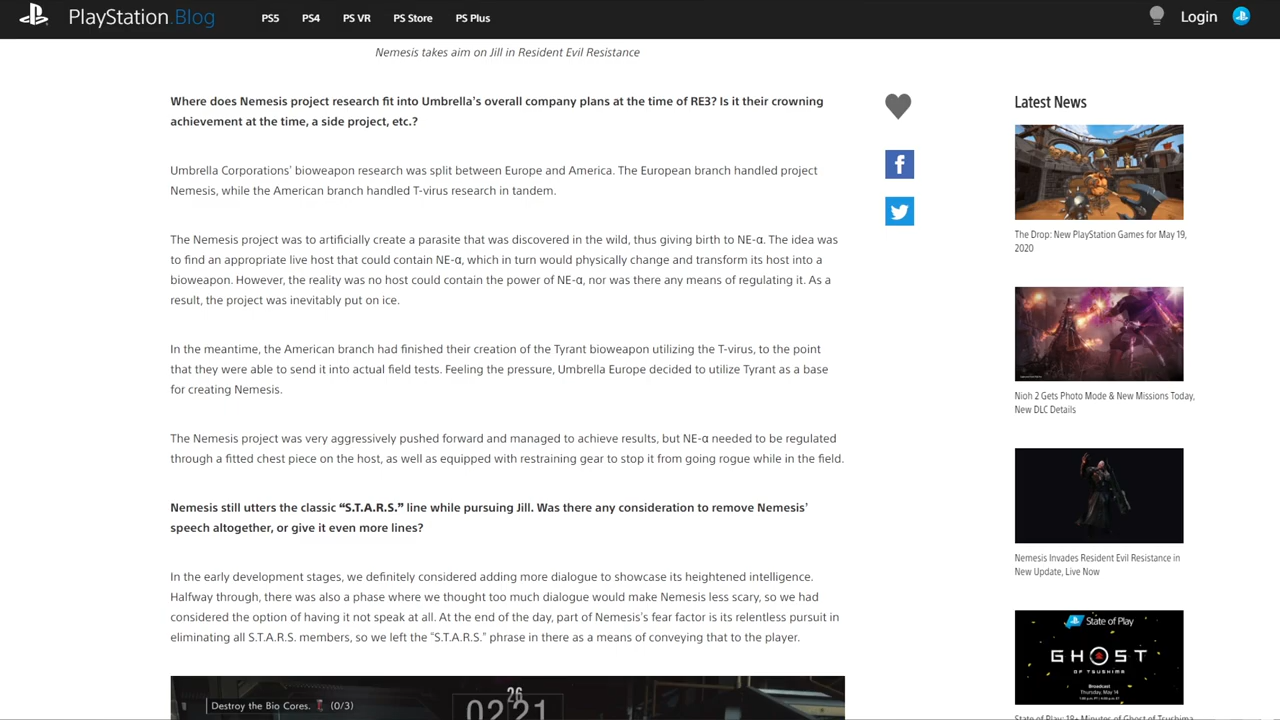 PlayStation.Blog
PS5 PS4 PS VR PS Store PS Plus
Login
Nemesis takes aim on Jill in Resident Evil Resistance
Where does Nemesis project research fit into Umbrella’s overall company plans at the time of RE3? Is it their crowning
achievement at the time, a side project, etc.?
Umbrella Corporations’ bioweapon research was split between Europe and America. The European branch handled project
Nemesis, while the American branch handled T-virus research in tandem.
The Nemesis project was to artificially create a parasite that was discovered in the wild, thus giving birth to NE-α. The idea was
to find an appropriate live host that could contain NE-α, which in turn would physically change and transform its host into a
bioweapon. However, the reality was no host could contain the power of NE-α, nor was there any means of regulating it. As a
result, the project was inevitably put on ice.
In the meantime, the American branch had finished their creation of the Tyrant bioweapon utilizing the T-virus, to the point
that they were able to send it into actual field tests. Feeling the pressure, Umbrella Europe decided to utilize Tyrant as a base
for creating Nemesis.
The Nemesis project was very aggressively pushed forward and managed to achieve results, but NE-α needed to be regulated
through a fitted chest piece on the host, as well as equipped with restraining gear to stop it from going rogue while in the field.
Nemesis still utters the classic “S.T.A.R.S.” line while pursuing Jill. Was there any consideration to remove Nemesis’
speech altogether, or give it even more lines?
In the early development stages, we definitely considered adding more dialogue to showcase its heightened intelligence.
Halfway through, there was also a phase where we thought too much dialogue would make Nemesis less scary, so we had
considered the option of having it not speak at all. At the end of the day, part of Nemesis’s fear factor is its relentless pursuit in
eliminating all S.T.A.R.S. members, so we left the “S.T.A.R.S.” phrase in there as a means of conveying that to the player.
Destroy the Bio Cores. (0/3)
26
02:21
Latest News
The Drop: New PlayStation Games for May 19,
2020
Nioh 2 Gets Photo Mode & New Missions Today,
New DLC Details
Nemesis Invades Resident Evil Resistance in
New Update, Live Now
State of Play
GHOST
OF TSUSHIMA
Broadcast
Thursday, May 14
State of Play: 18+ Minutes of Ghost of Tsushima